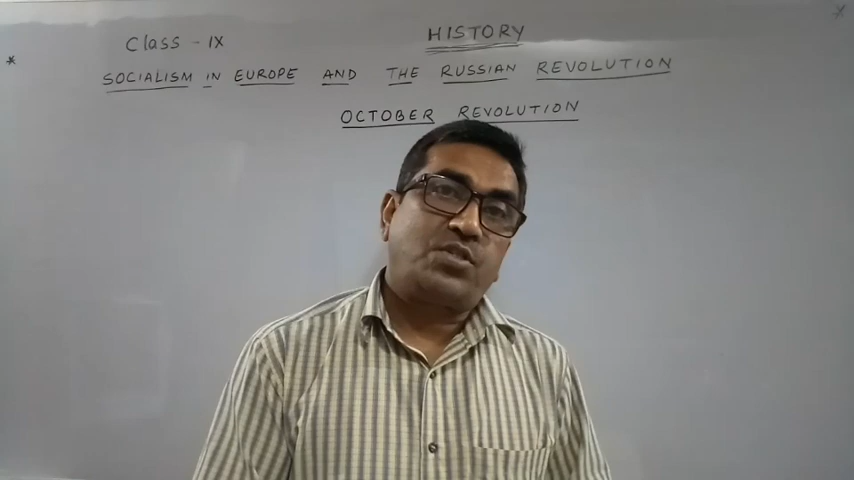 HISTORY
Class - IX
SOCIALISM IN EUROPE AND THE RUSSIAN REVOLUTION
OCTOBER REVOLUTION